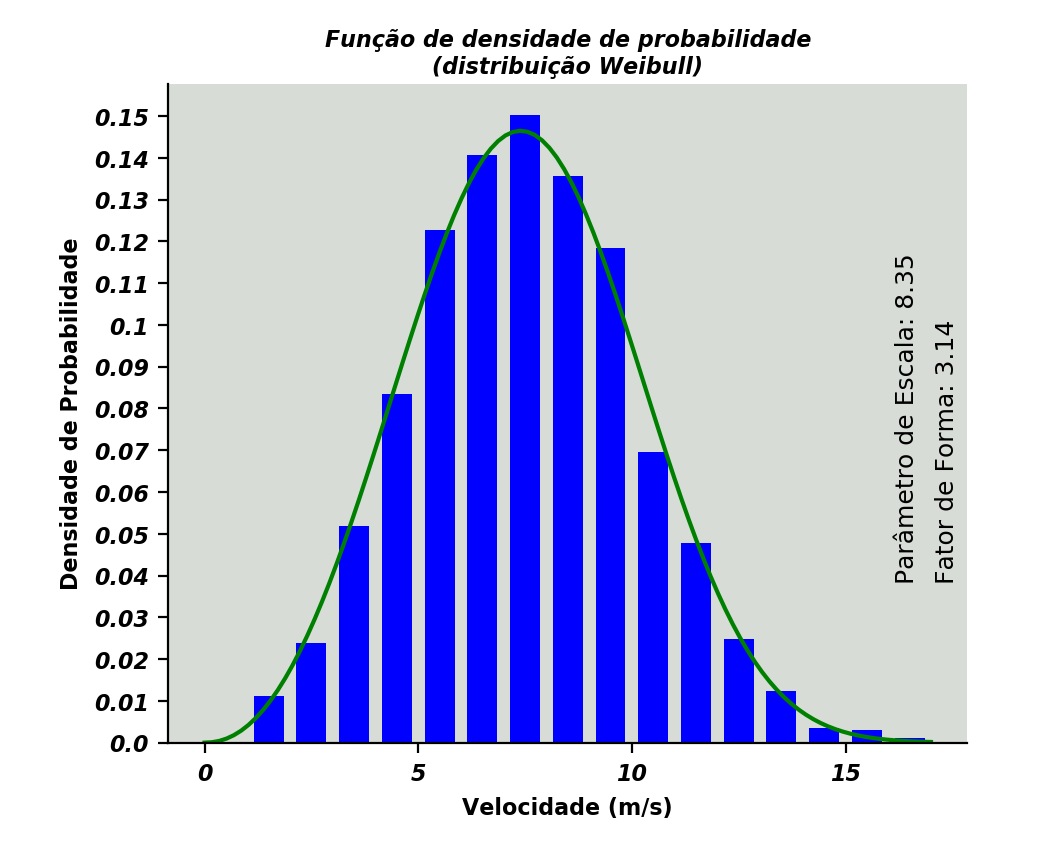 Função de densidade de probabilidade
(distribuição Weibull)
Densidade de Probabilidade
0.15
0.14
0.13
0.12
0.11
0.1
0.09
0.08
0.07
0.06
0.05
0.04
0.03
0.02
0.01
0.0
0 5 10 15
Velocidade (m/s)
Parâmetro de Escala: 8.35
Fator de Forma: 3.14